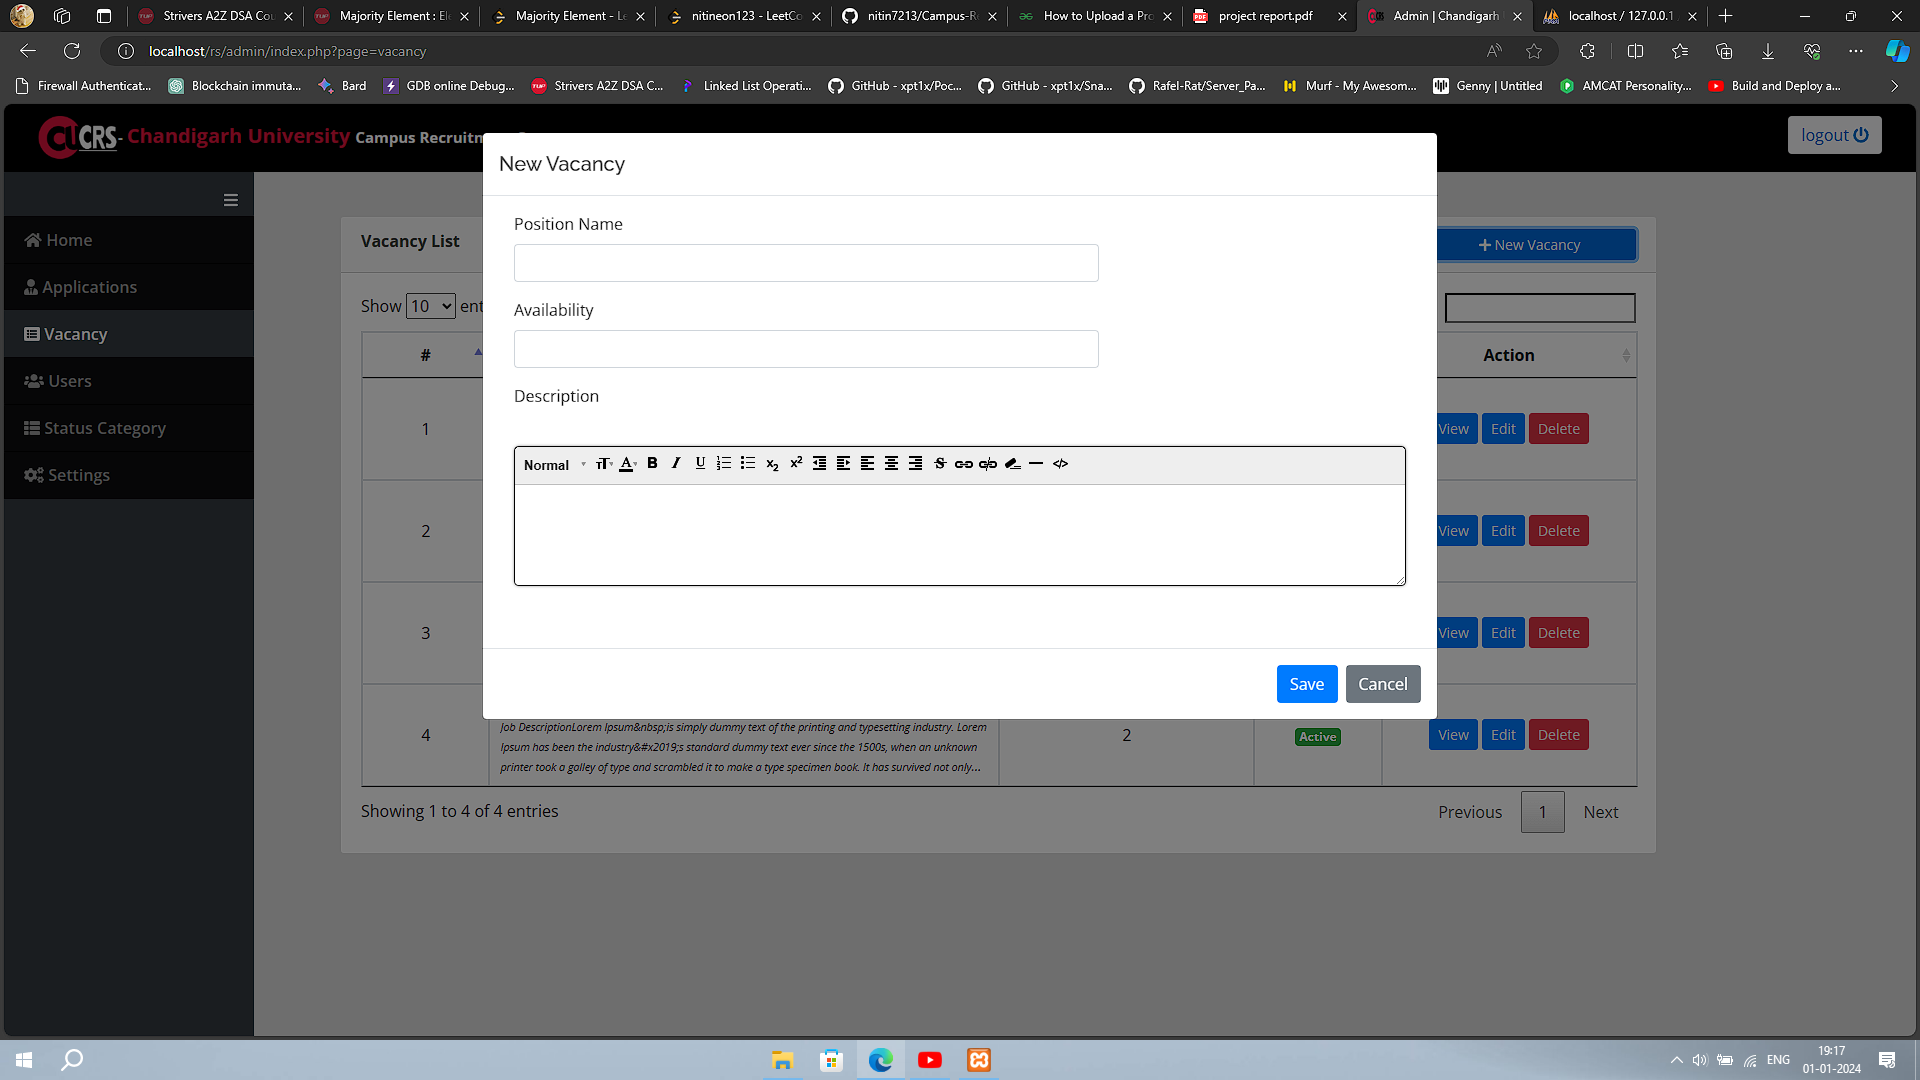 Strivers A2Z DSA Cou
Majority Element : El
Majority Element - Le
nitineon123 - LeetCo
nitin7213/Campus-R
How to Upload a Pro
project report.pdf
Admin | Chandigarh
localhost / 127.0.0.1
localhost/rs/admin/index.php?page=vacancy
Firewall Authenticat...
Blockchain immuta...
Bard
GDB online Debug...
Strivers A2Z DSA C...
Linked List Operati...
GitHub - xpt1x/Poc...
GitHub - xpt1x/Sna...
Rafel-Rat/Server_Pa...
Murf - My Awesom...
Genny | Untitled
AMCAT Personality...
Build and Deploy a...
CRS- Chandigarh University Campus Recruitm
logout
Home
Applications
Vacancy
Users
Status Category
Settings
Vacancy List
New Vacancy
Show 10 ent
#
Action
1
View Edit Delete
2
View Edit Delete
3
View Edit Delete
4
Job DescriptionLorem Ipsum&nbsp;is simply dummy text of the printing and typesetting industry. Lorem
Ipsum has been the industry&#x2019;s standard dummy text ever since the 1500s, when an unknown
printer took a galley of type and scrambled it to make a type specimen book. It has survived not only...
2
Active
View Edit Delete
Showing 1 to 4 of 4 entries
Previous 1 Next
New Vacancy
Position Name
Availability
Description
Normal
Save Cancel
ENG
19:17
01-01-2024